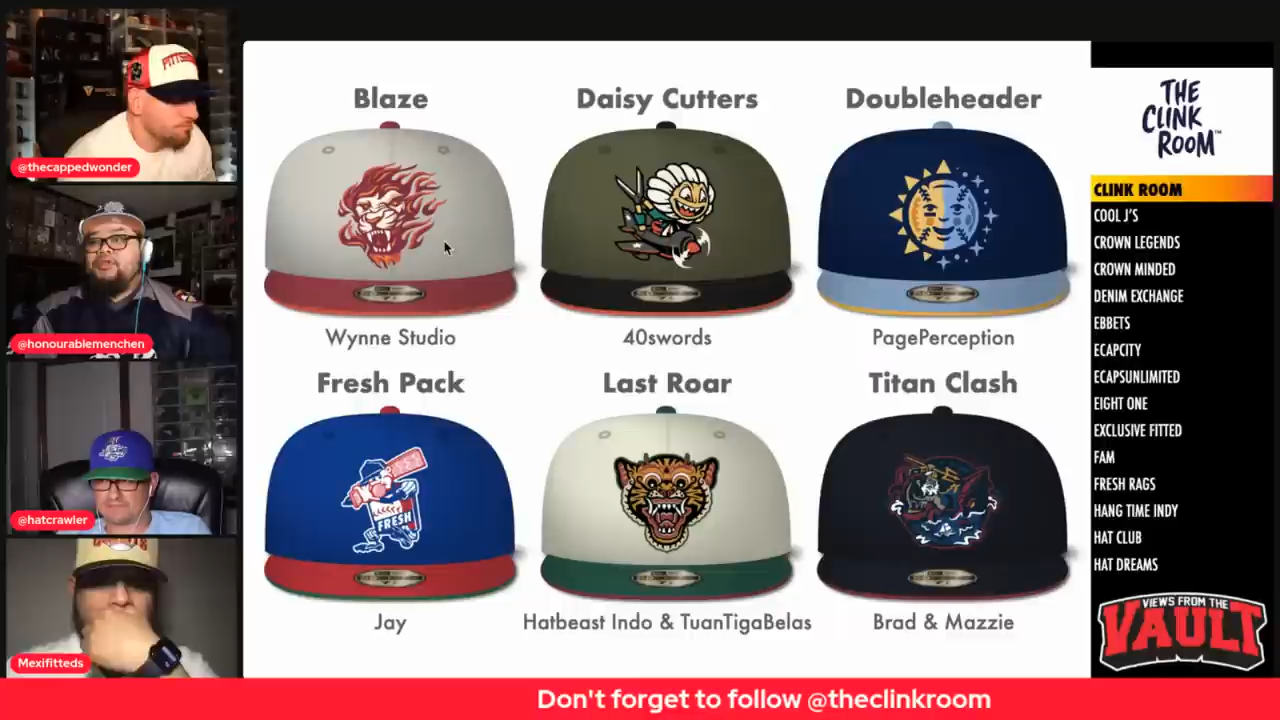 PITTSB
@thecappedwonder
@honourablemenchen
@hatcrawler
Mexifitteds
Blaze
Daisy Cutters
Doubleheader
Wynne Studio
40swords
PagePerception
Fresh Pack
Last Roar
Titan Clash
FRESH
Jay
Hatbeast Indo & TuanTigaBelas
Brad & Mazzie
THE
CLINK
ROOM™
CLINK ROOM
COOL J'S
CROWN LEGENDS
CROWN MINDED
DENIM EXCHANGE
EBBETS
ECAPCITY
ECAPSUNLIMITED
EIGHT ONE
EXCLUSIVE FITTED
FAM
FRESH RAGS
HANG TIME INDY
HAT CLUB
HAT DREAMS
VIEWS FROM THE
VAULT
Don't forget to follow @theclinkroom